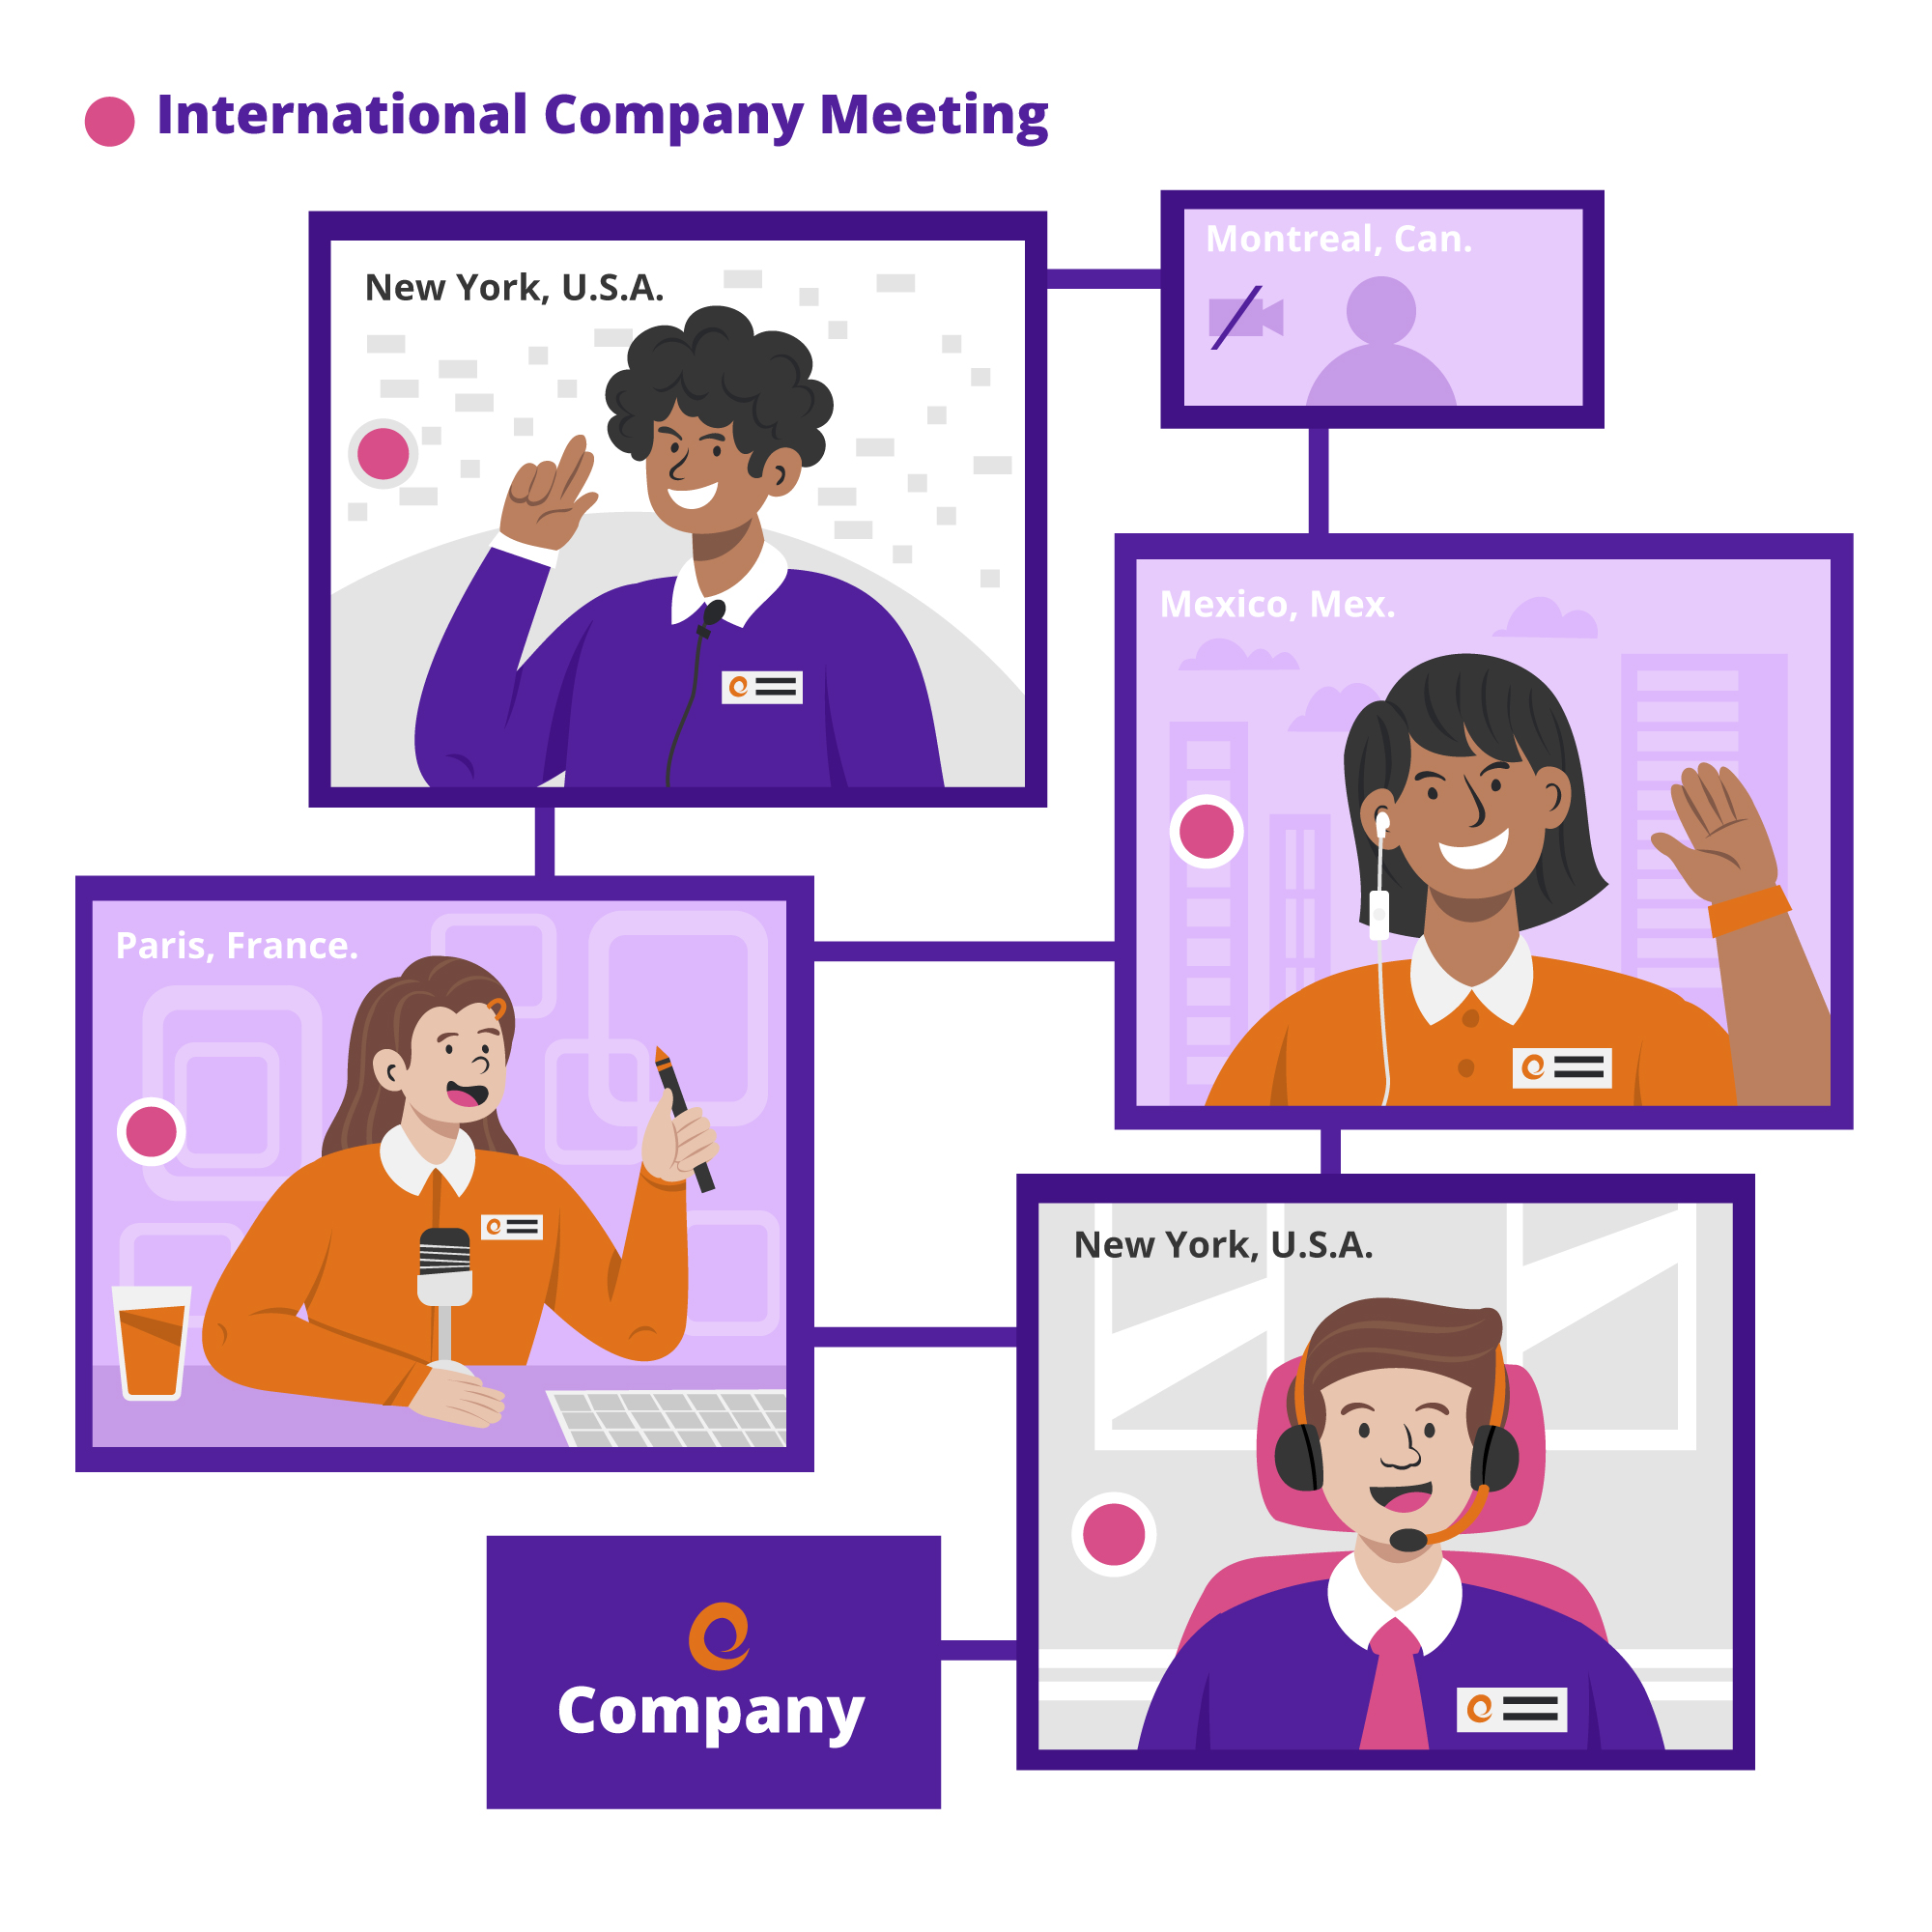 International Company Meeting
New York, U.S.A.
Montreal, Can.
Mexico, Mex.
Paris, France.
New York, U.S.A.
Company